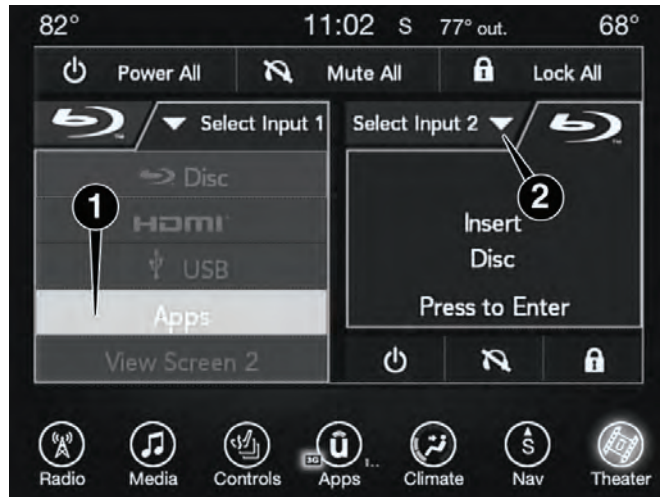 82° 11:02 S 77° out. 68°
Power All Mute All Lock All
Select Input 1 Select Input 2
Disc
HDMI
USB
Apps
View Screen 2
1
2
Insert
Disc
Press to Enter
3G
Radio Media Controls Apps Climate Nav Theater
S